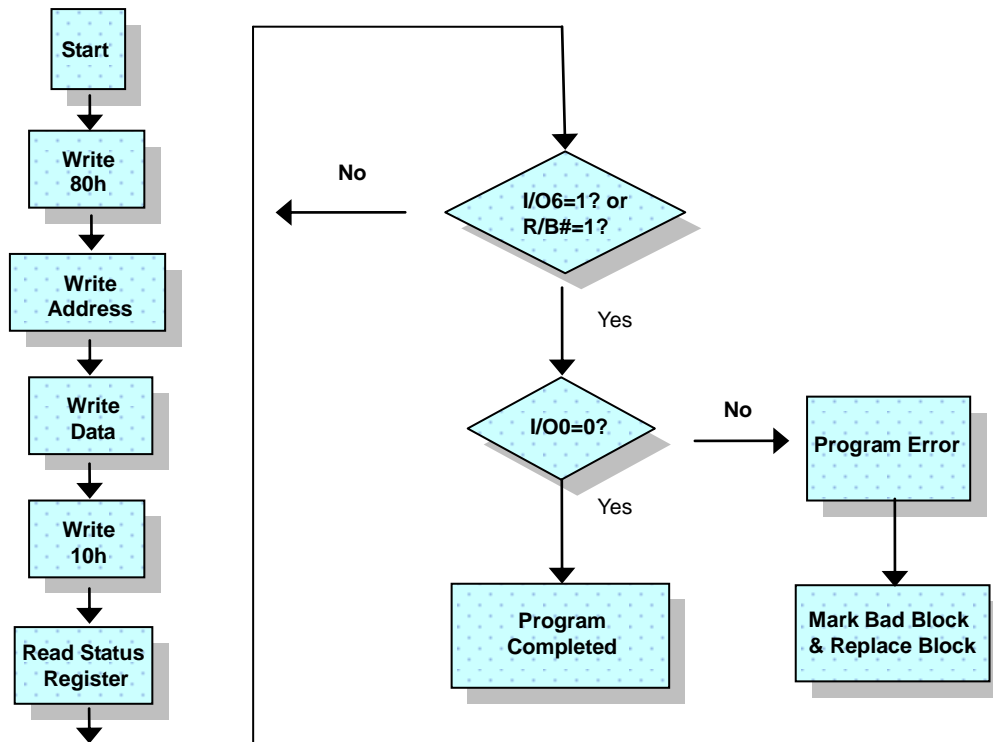 Start
Write
80h
Write
Address
Write
Data
Write
10h
Read Status
Register
No
I/O6=1? or
R/B#=1?
Yes
I/O0=0?
No
Program Error
Yes
Program
Completed
Mark Bad Block
& Replace Block